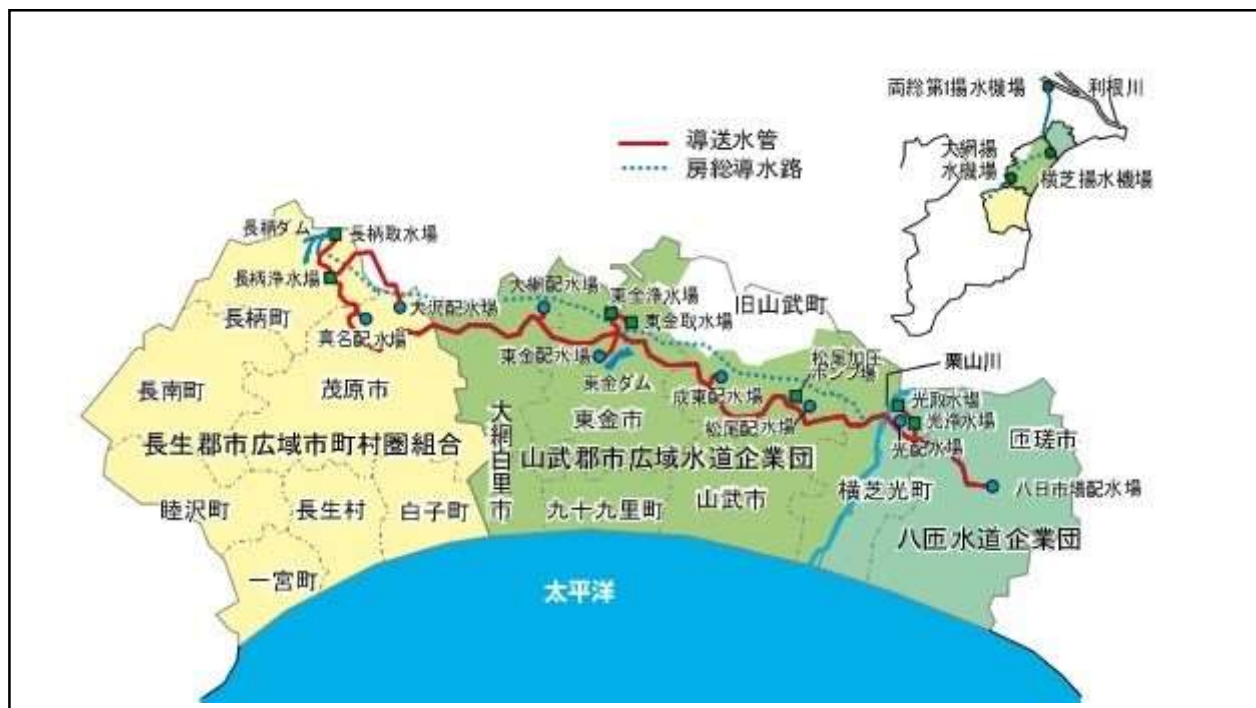 両総第1揚水機場
利根川
大網揚
水機場
横芝揚水機場
導送水管
房総導水路
長柄ダム
長柄取水場
長柄浄水場
大網配水場
東金浄水場
旧山武町
大沢配水場
東金取水場
長柄町
真名配水場
東金配水場
松尾加圧
ポンプ場
栗山川
東金ダム
成東配水場
光取水場
長南町
茂原市
大網白里市
東金市
松尾配水場
光浄水場
光配水場
匝瑳市
長生郡市広域市町村圏組合
山武郡市広域水道企業団
横芝光町
八日市場配水場
睦沢町
長生村
白子町
九十九里町
山武市
八匝水道企業団
一宮町
太平洋